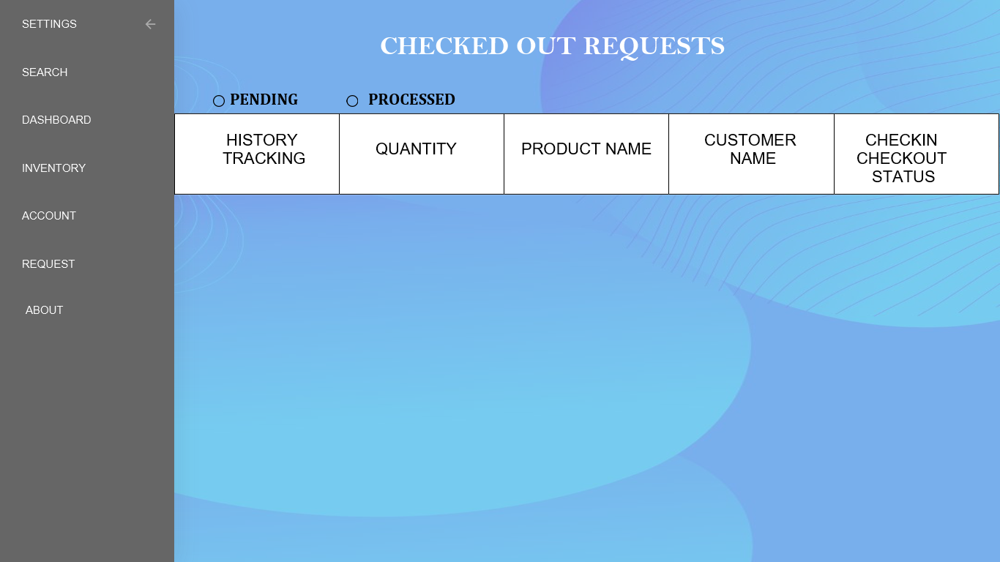 SETTINGS
SEARCH
DASHBOARD
INVENTORY
ACCOUNT
REQUEST
ABOUT
CHECKED OUT REQUESTS
PENDING
PROCESSED
HISTORY
TRACKING
QUANTITY
PRODUCT NAME
CUSTOMER
NAME
CHECKIN
CHECKOUT
STATUS